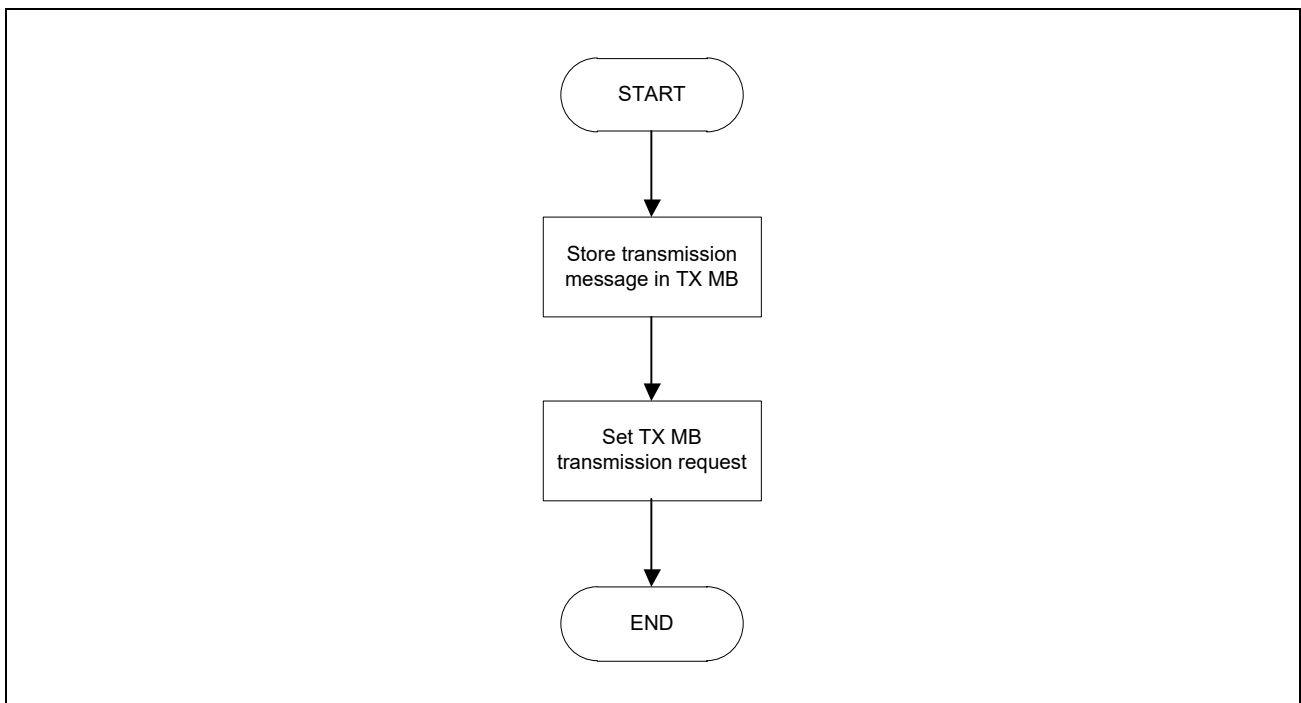 START
Store transmission
message in TX MB
Set TX MB
transmission request
END